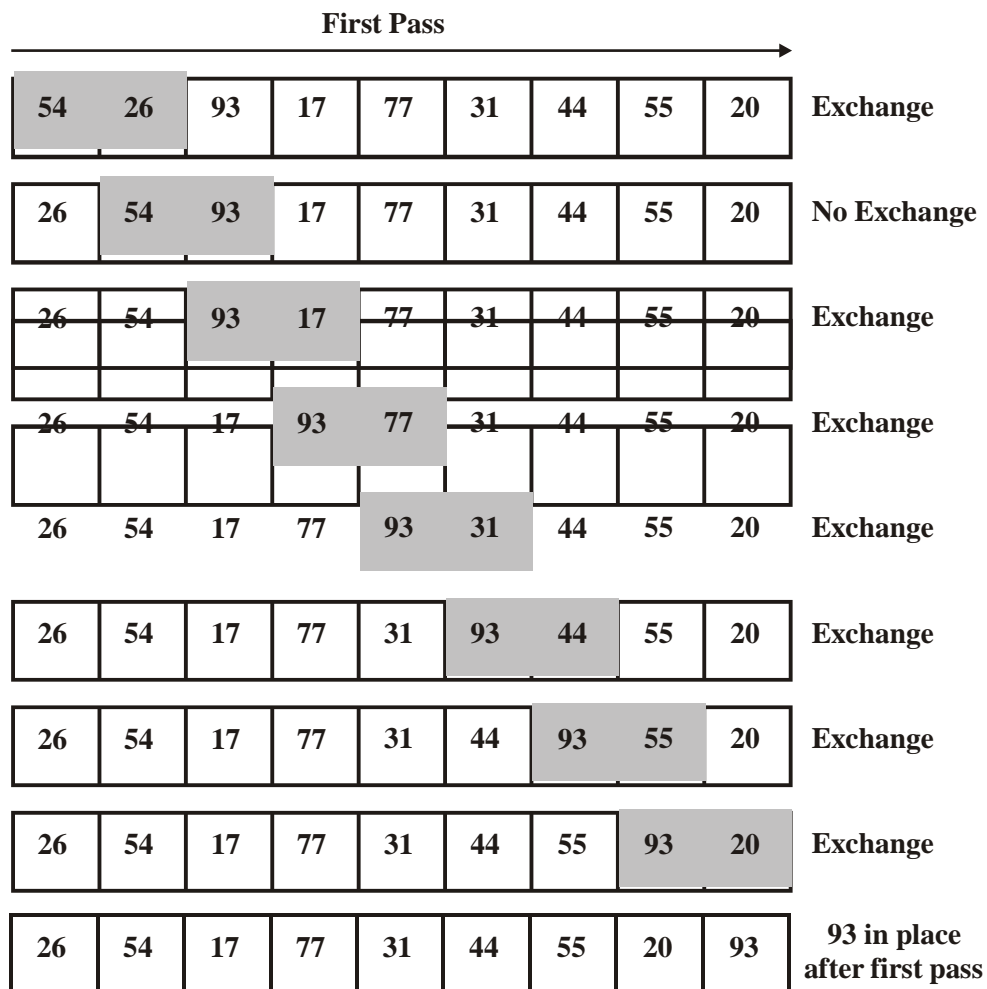 First Pass
54 26 93 17 77 31 44 55 20 Exchange
26 54 93 17 77 31 44 55 20 No Exchange
26 54 93 17 77 31 44 55 20 Exchange
26 54 17 93 77 31 44 55 20 Exchange
26 54 17 77 93 31 44 55 20 Exchange
26 54 17 77 31 93 44 55 20 Exchange
26 54 17 77 31 44 93 55 20 Exchange
26 54 17 77 31 44 55 93 20 Exchange
26 54 17 77 31 44 55 20 93 93 in place
after first pass